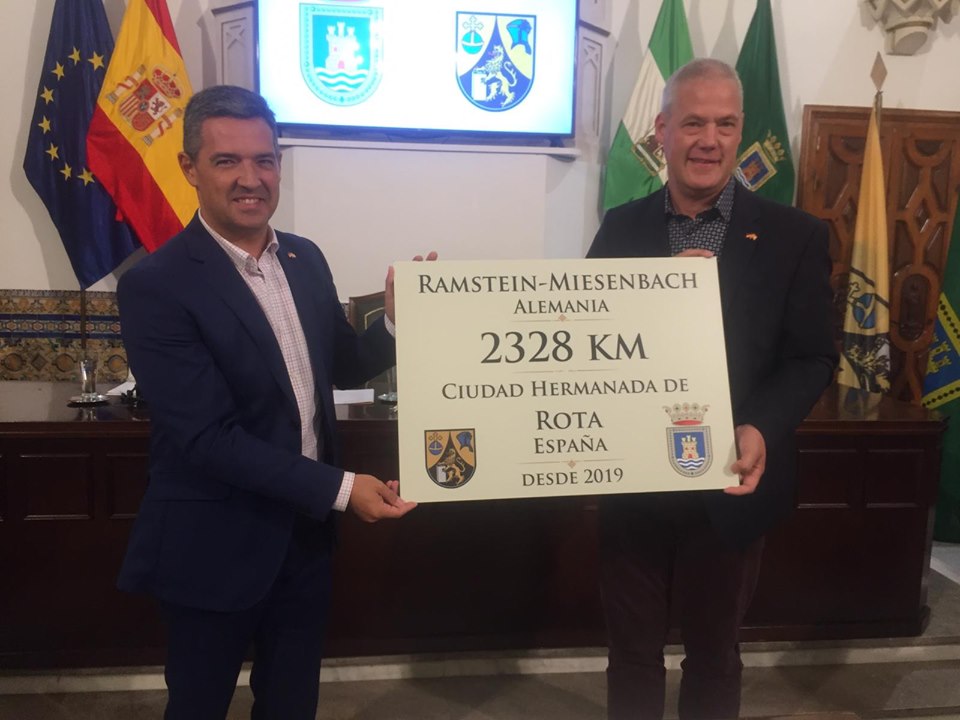 RAMSTEIN-MIESENBACH
ALEMANIA
2328 KM
CIUDAD HERMANADA DE
ROTA
ESPAÑA
DESDE 2019